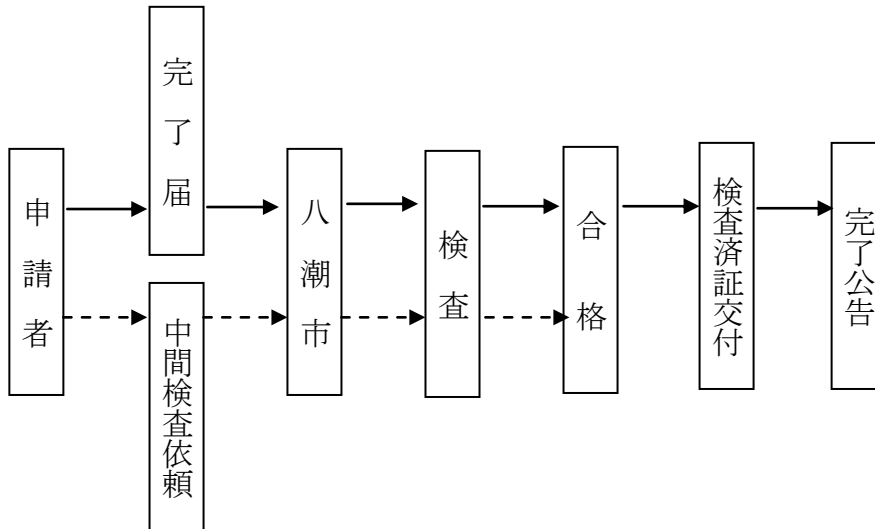 申請者
完了届
中間検査依頼
八潮市
検査
合格
検査済証交付
完了公告